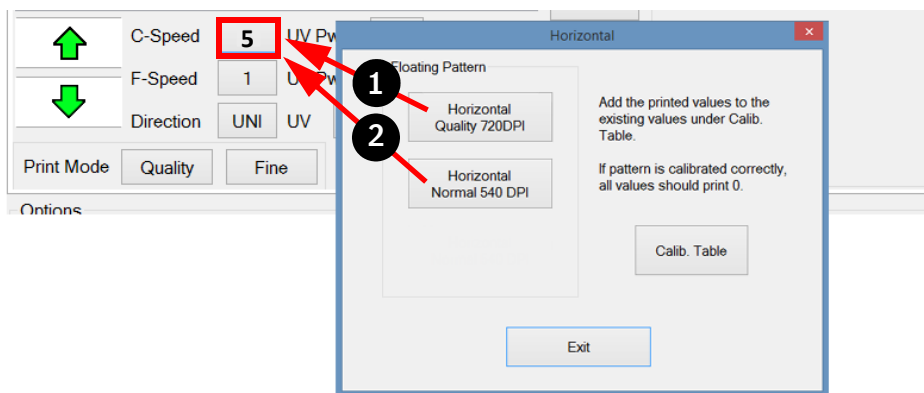 C-Speed 5 UV Pw
F-Speed 1
Direction UNI UV
Print Mode Quality Fine
Options
Horizontal
Floating Pattern
1
Horizontal
Quality 720DPI
2
Horizontal
Normal 540 DPI
Add the printed values to the
existing values under Calib.
Table.
If pattern is calibrated correctly,
all values should print 0.
Calib. Table
Exit